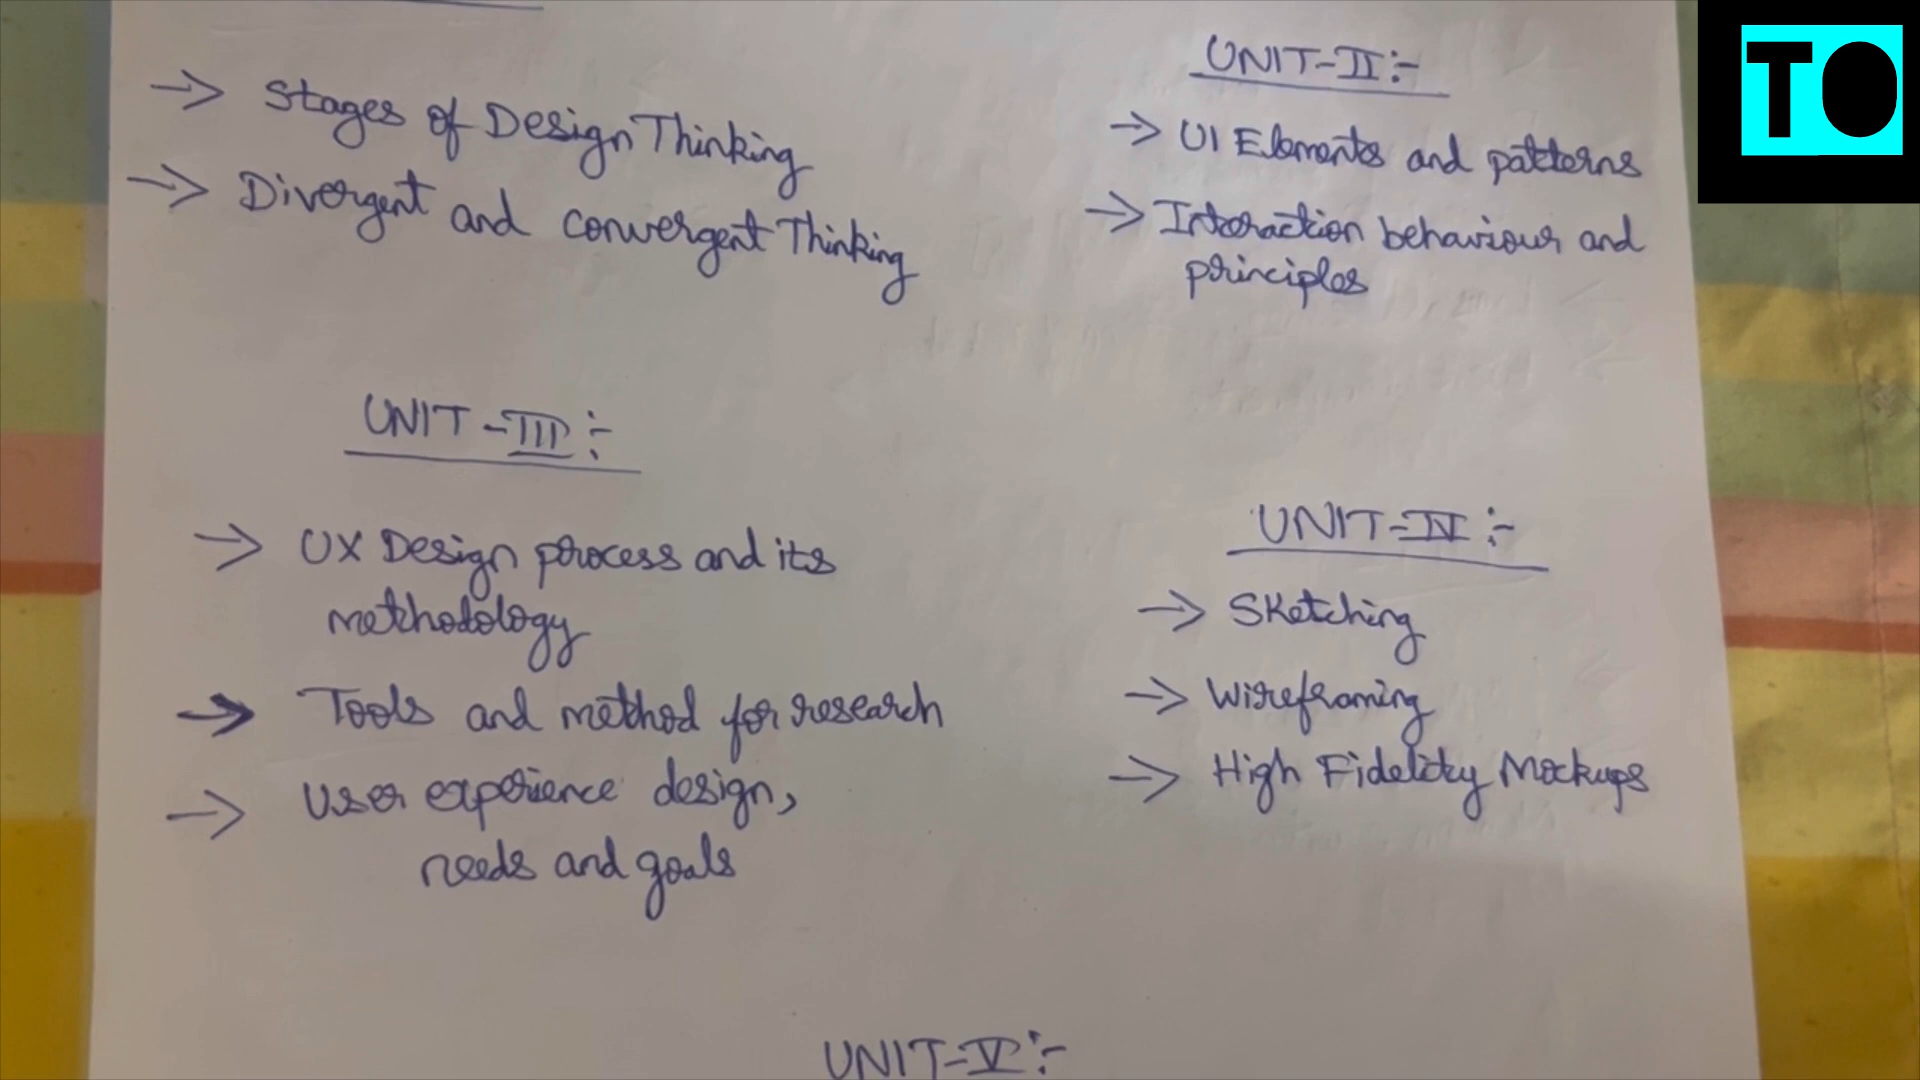 → Stages of Design Thinking
→ Divergent and convergent Thinking
UNIT-II:-
→ UI Elements and patterns
→ Interaction behaviour and
principles
UNIT-III:-
→ UX Design process and its
methodology
→ Tools and method for research
→ User experience design,
needs and goals
UNIT-IV:-
→ Sketching
→ Wireframing
→ High Fidelity Mockups
UNIT-V:-
TO